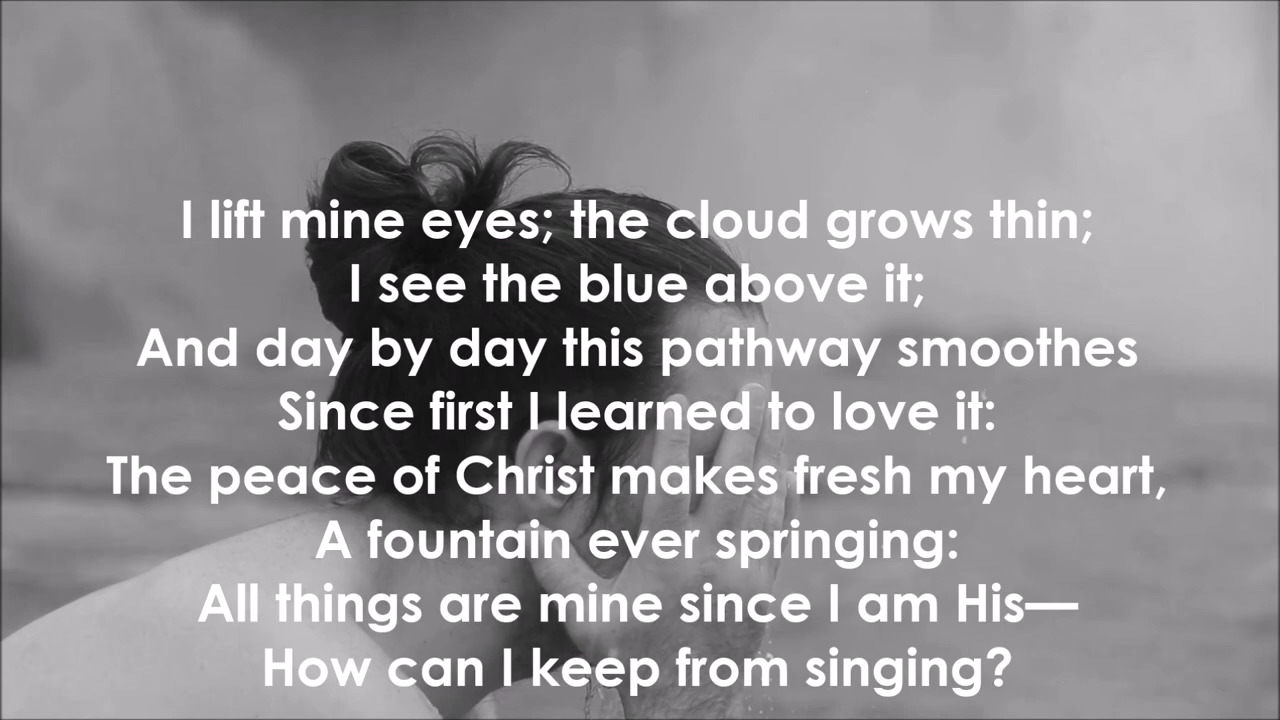 I lift mine eyes; the cloud grows thin;
I see the blue above it;
And day by day this pathway smoothes
Since first I learned to love it:
The peace of Christ makes fresh my heart,
A fountain ever springing:
All things are mine since I am His—
How can I keep from singing?